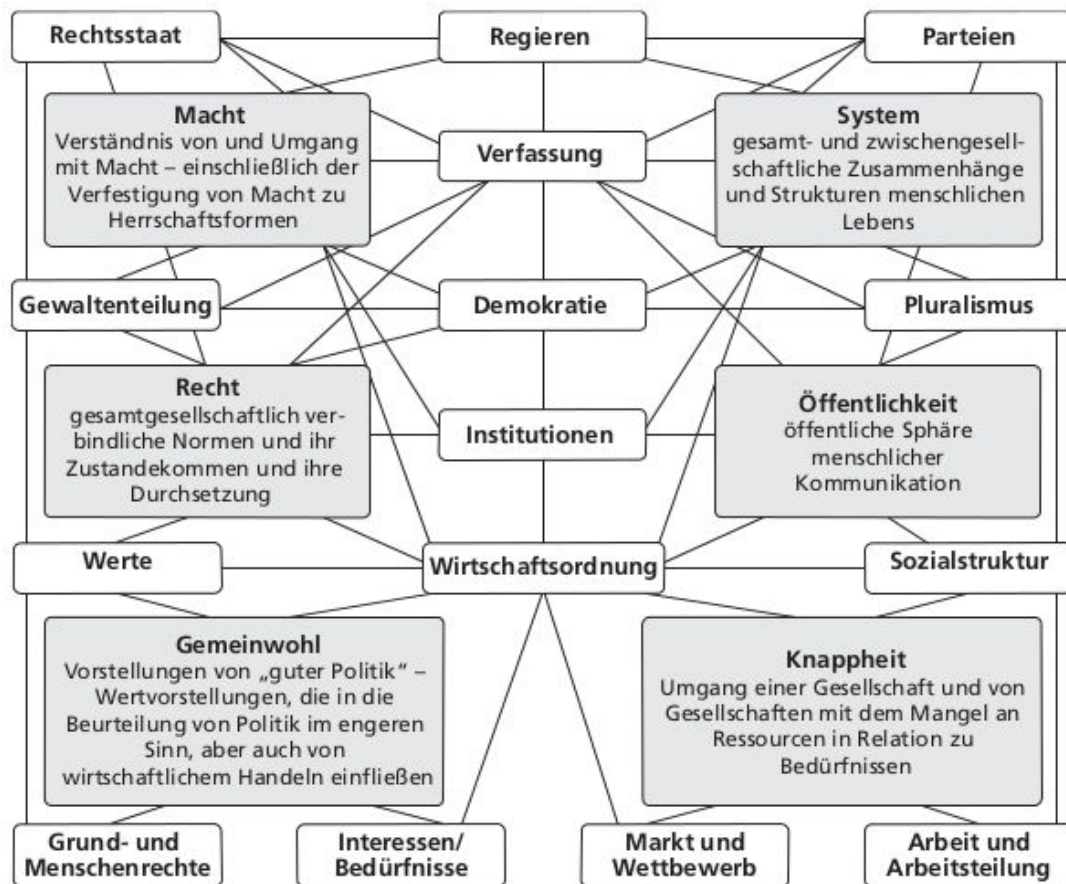 Rechtsstaat
Regieren
Parteien
Macht
Verständnis von und Umgang
mit Macht – einschließlich der
Verfestigung von Macht zu
Herrschaftsformen
Verfassung
System
gesamt- und zwischengesell-
schaftliche Zusammenhänge
und Strukturen menschlichen
Lebens
Gewaltenteilung
Demokratie
Pluralismus
Recht
gesamtgesellschaftlich ver-
bindliche Normen und ihr
Zustandekommen und ihre
Durchsetzung
Institutionen
Öffentlichkeit
öffentliche Sphäre
menschlicher
Kommunikation
Werte
Wirtschaftsordnung
Sozialstruktur
Gemeinwohl
Vorstellungen von „guter Politik“ –
Wertvorstellungen, die in die
Beurteilung von Politik im engeren
Sinn, aber auch von
wirtschaftlichem Handeln einfließen
Knappheit
Umgang einer Gesellschaft und von
Gesellschaften mit dem Mangel an
Ressourcen in Relation zu
Bedürfnissen
Grund- und
Menschenrechte
Interessen/
Bedürfnisse
Markt und
Wettbewerb
Arbeit und
Arbeitsteilung